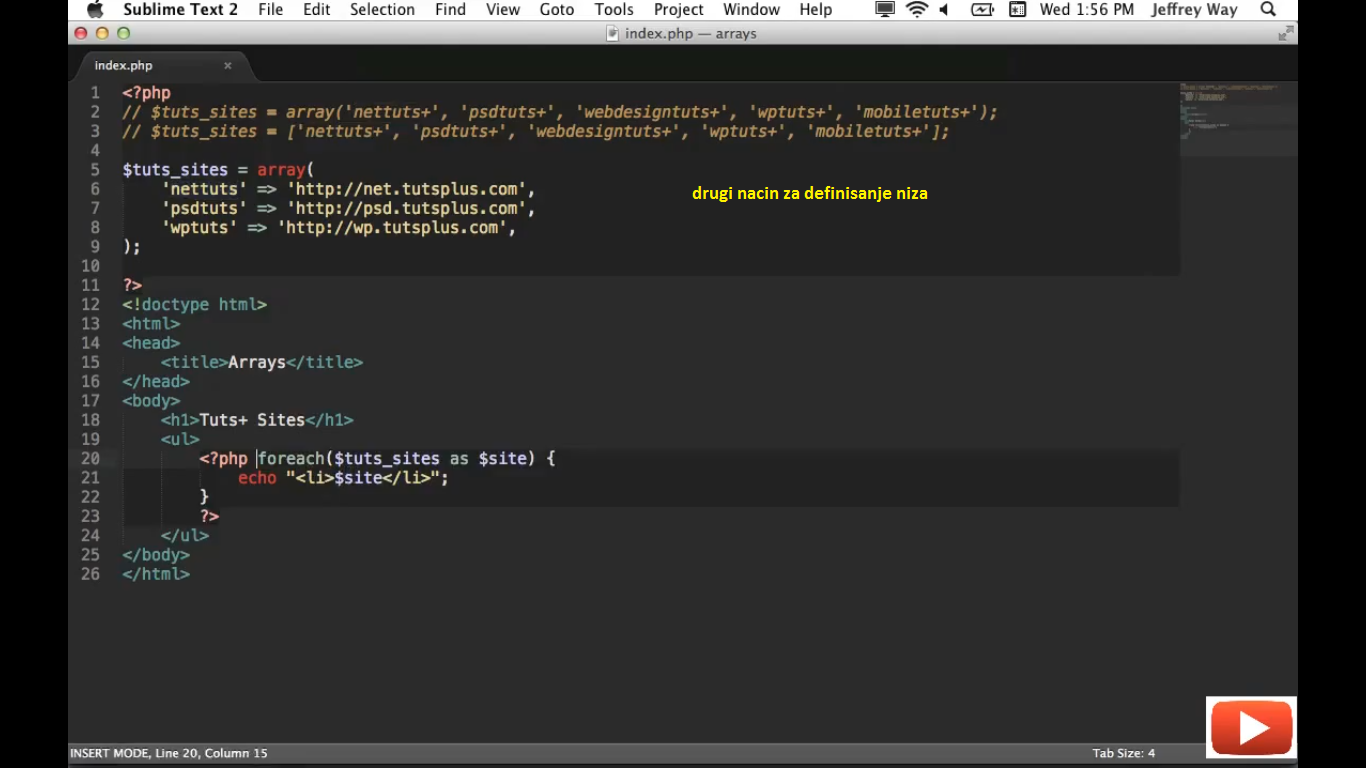 Sublime Text 2 File Edit Selection Find View Goto Tools Project Window Help Wed 1:56 PM Jeffrey Way
index.php — arrays
index.php ×
1 <?php
2 // $tuts_sites = array('nettuts+', 'psdtuts+', 'webdesigntuts+', 'wptuts+', 'mobiletuts+');
3 // $tuts_sites = ['nettuts+', 'psdtuts+', 'webdesigntuts+', 'wptuts+', 'mobiletuts+'];
4
5 $tuts_sites = array(
6     'nettuts' => 'http://net.tutsplus.com', drugi nacin za definisanje niza
7     'psdtuts' => 'http://psd.tutsplus.com',
8     'wptuts' => 'http://wp.tutsplus.com',
9 );
10
11 ?>
12 <!doctype html>
13 <html>
14 <head>
15     <title>Arrays</title>
16 </head>
17 <body>
18     <h1>Tuts+ Sites</h1>
19     <ul>
20         <?php foreach($tuts_sites as $site) {
21             echo "<li>$site</li>";
22         }
23         ?>
24     </ul>
25 </body>
26 </html>
INSERT MODE, Line 20, Column 15 Tab Size: 4